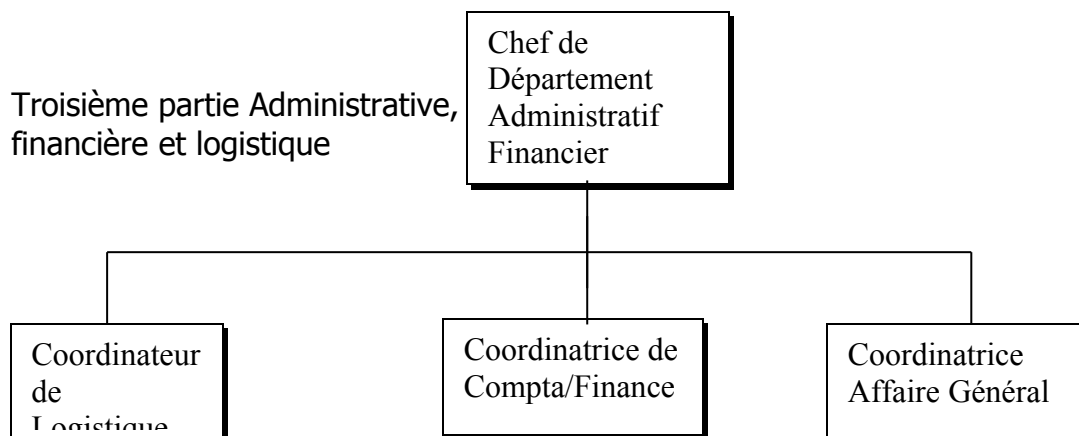 Chef de
Département
Administratif
Financier
Troisième partie Administrative,
financière et logistique
Coordinateur
de
Logistique
Coordinatrice de
Compta/Finance
Coordinatrice
Affaire Général